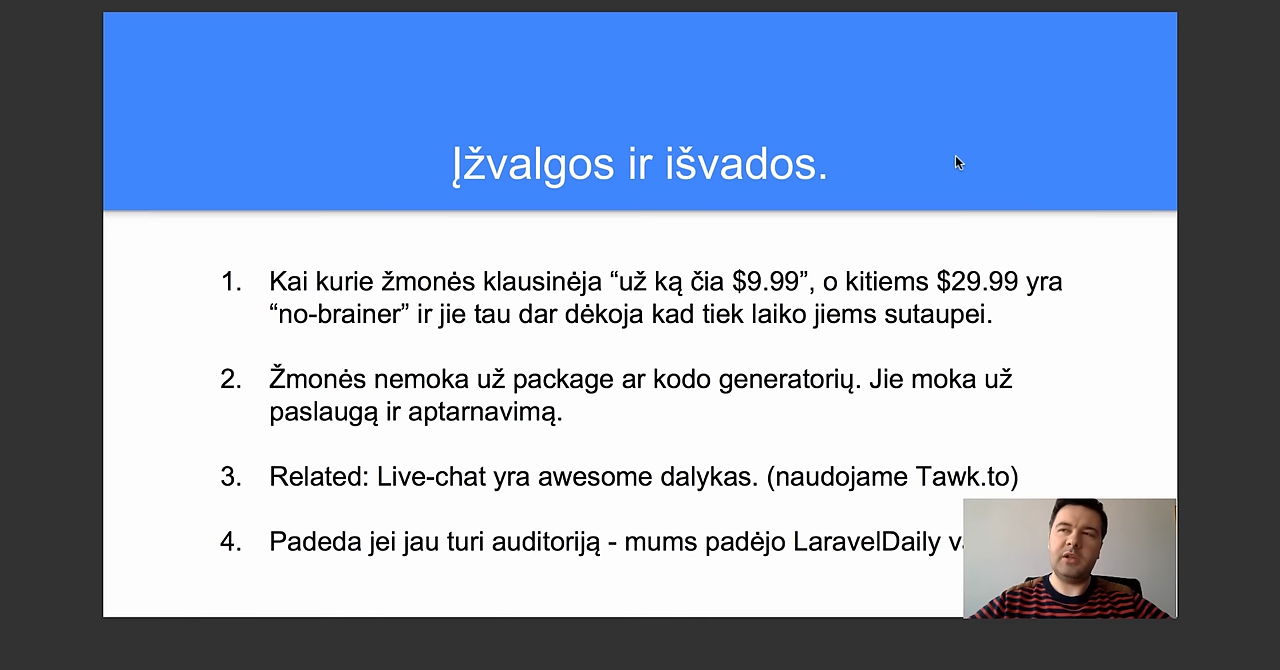 Įžvalgos ir išvados.
1. Kai kurie žmonės klausinėja “už ką čia $9.99”, o kitiems $29.99 yra
“no-brainer” ir jie tau dar dėkoja kad tiek laiko jiems sutaupei.
2. Žmonės nemoka už package ar kodo generatorių. Jie moka už
paslaugą ir aptarnavimą.
3. Related: Live-chat yra awesome dalykas. (naudojame Tawk.to)
4. Padeda jei jau turi auditoriją - mums padėjo LaravelDaily